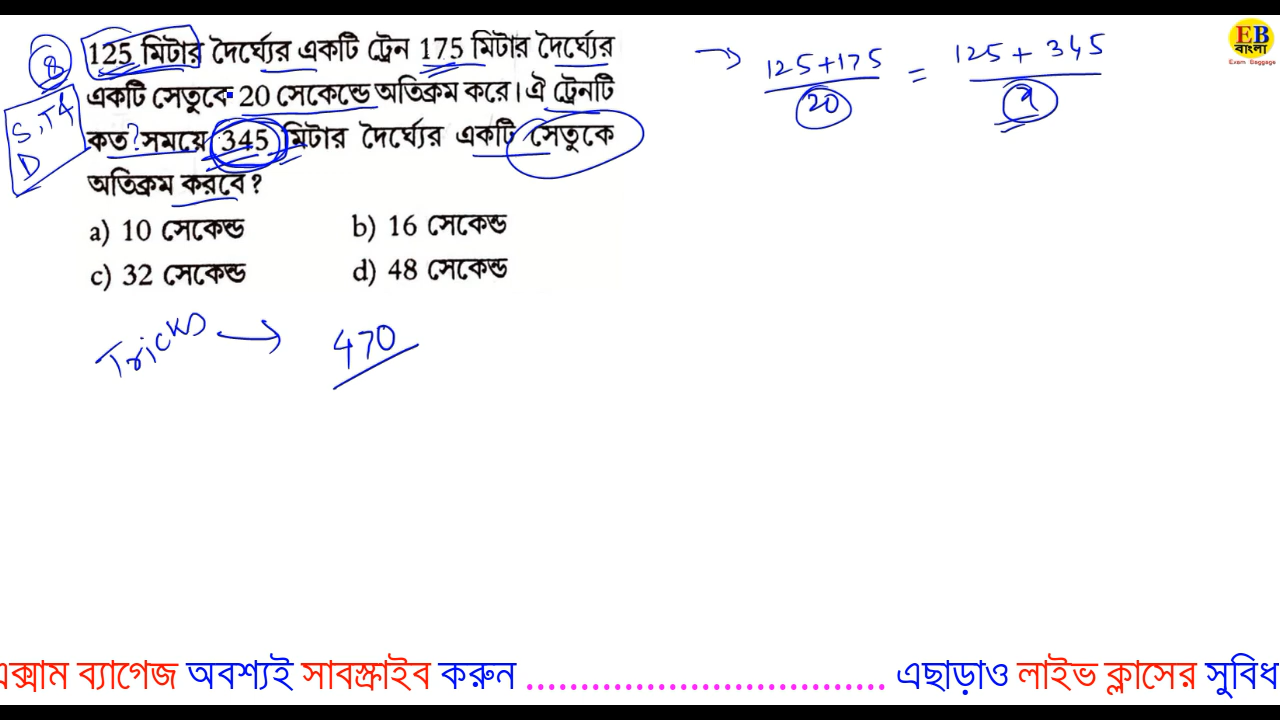 8
125 মিটার দৈর্ঘ্যের একটি ট্রেন 175 মিটার দৈর্ঘ্যের
একটি সেতুকে 20 সেকেন্ডে অতিক্রম করে। ঐ ট্রেনটি
কত? সময়ে 345 মিটার দৈর্ঘ্যের একটি সেতুকে
অতিক্রম করবে?
a) 10 সেকেন্ড b) 16 সেকেন্ড
c) 32 সেকেন্ড d) 48 সেকেন্ড
S, T
D
125+175 = 125 + 345
20
EB
বাংলা
Exam Baggage
Tricks → 470
এক্সাম ব্যাগেজ অবশ্যই সাবস্ক্রাইব করুন ................................ এছাড়াও লাইভ ক্লাসের সুবিধ